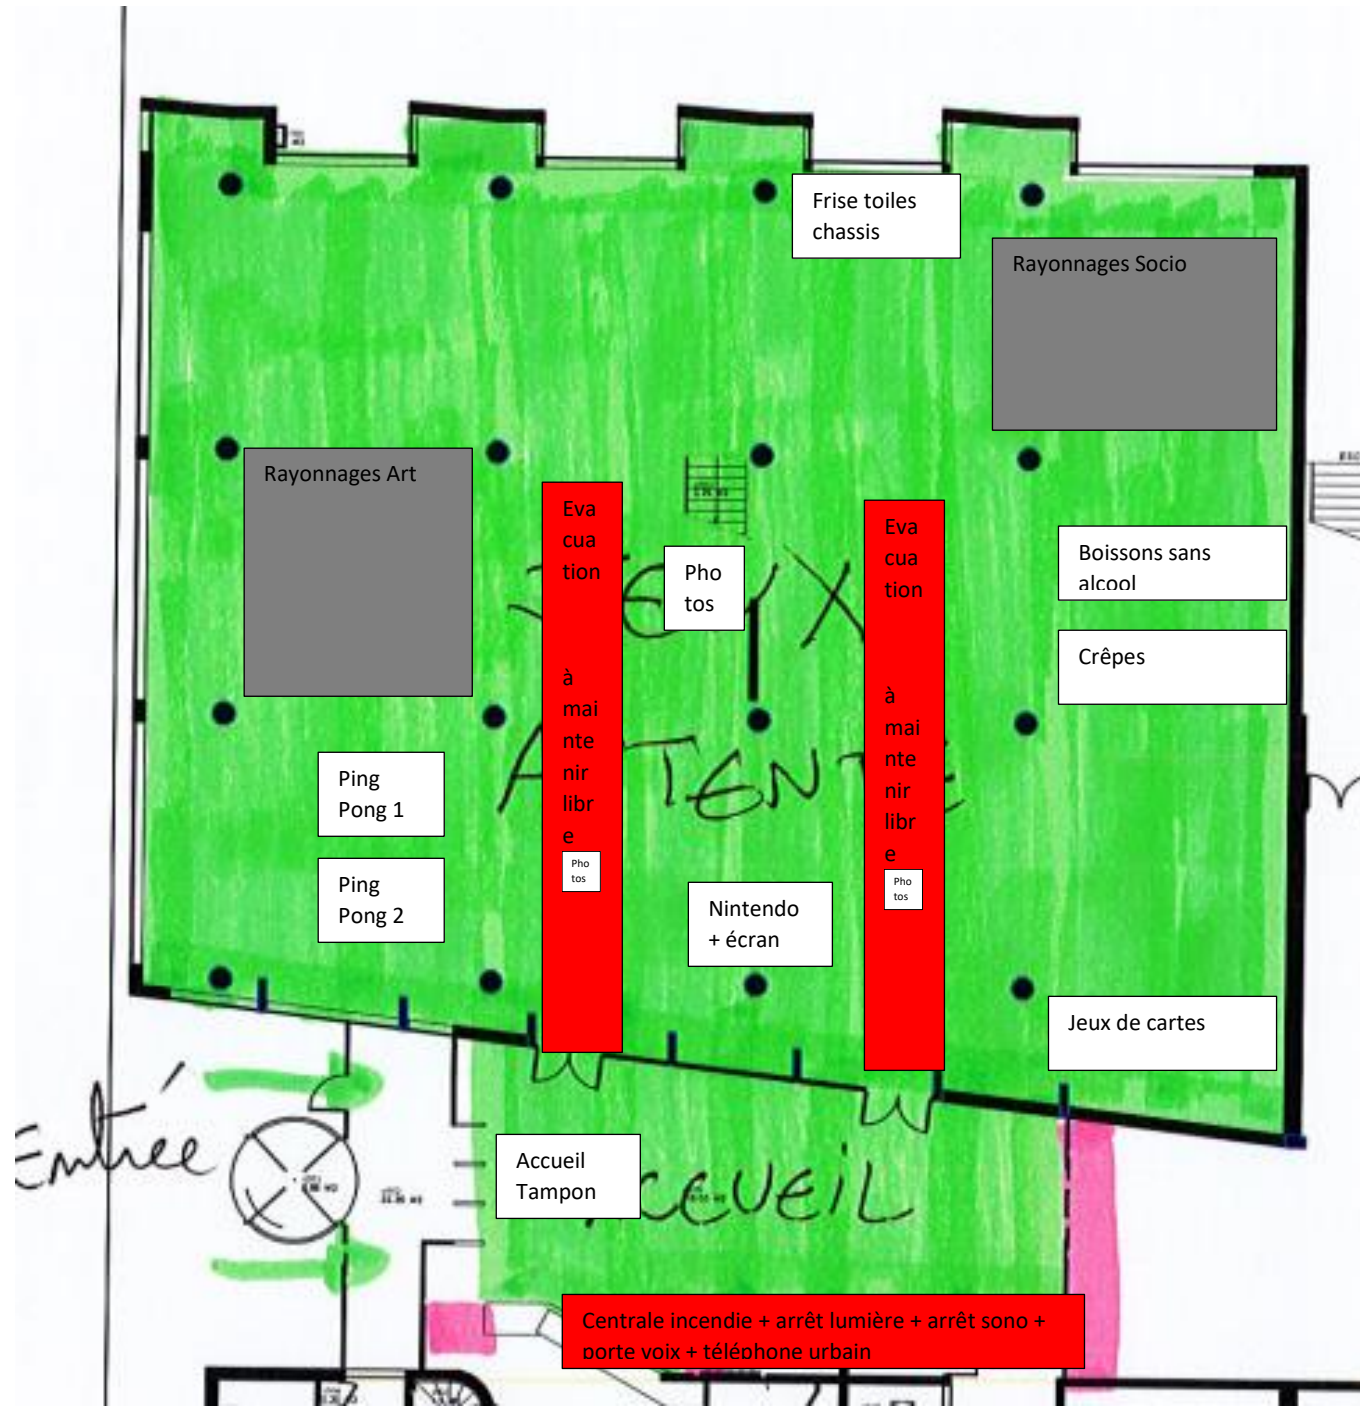 Frise toiles
chassis
Rayonnages Socio
Rayonnages Art
Eva
cua
tion
à
mai
nte
nir
libr
e
Pho
tos
Pho
tos
Eva
cua
tion
à
mai
nte
nir
libr
e
Pho
tos
JEUX
ATTENTE
Boissons sans
alcool
Crêpes
Ping
Pong 1
Ping
Pong 2
Nintendo
+ écran
Jeux de cartes
Entrée
Accueil
Tampon
ACCUEIL
Centrale incendie + arrêt lumière + arrêt sono +
porte voix + téléphone urbain